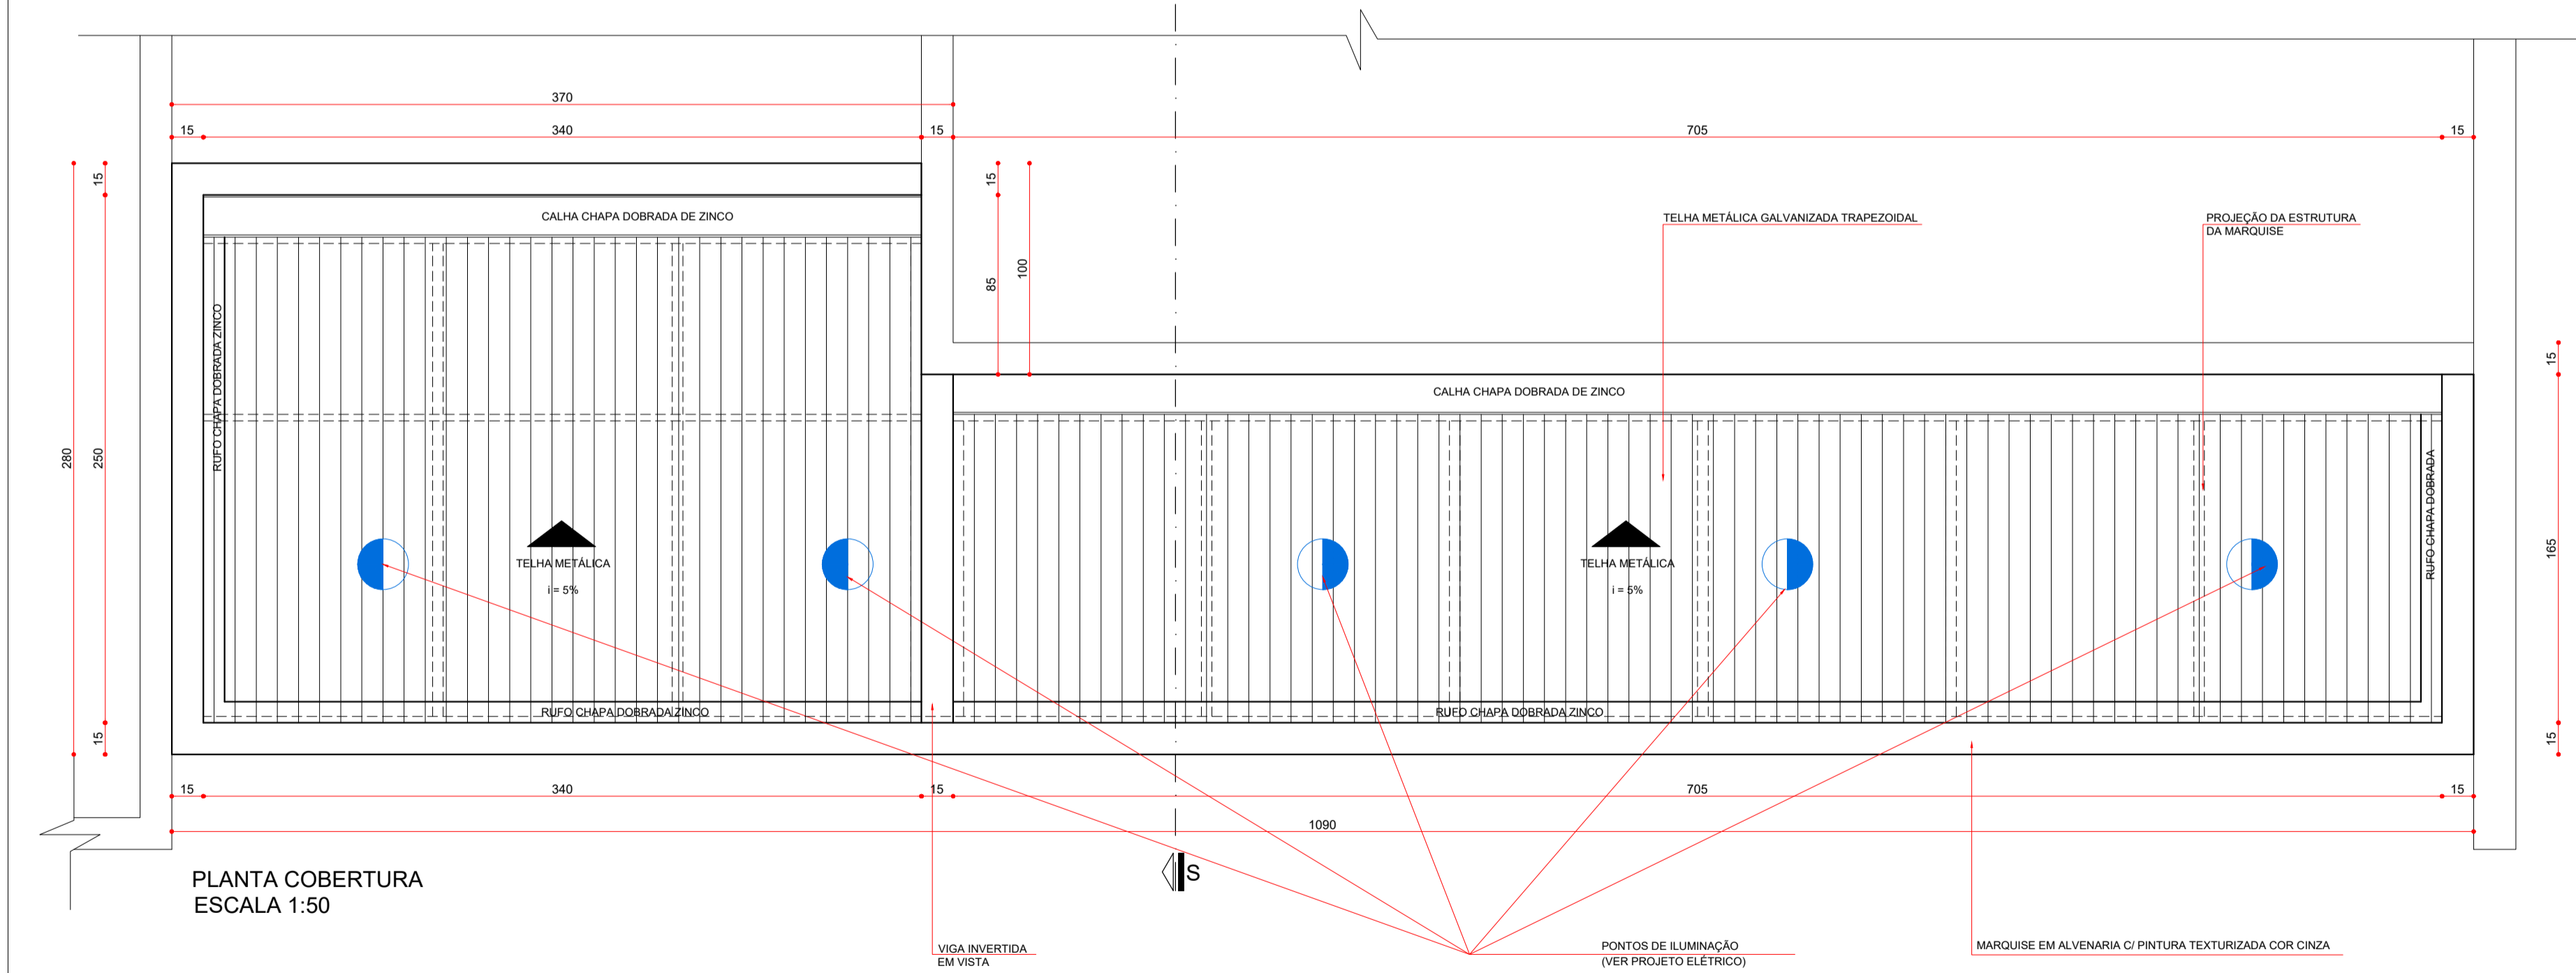 370
15
340
15
705
15
15
15
CALHA CHAPA DOBRADA DE ZINCO
TELHA METÁLICA GALVANIZADA TRAPEZOIDAL
PROJEÇÃO DA ESTRUTURA
DA MARQUISE
85
100
RUFO CHAPA DOBRADA ZINCO
15
CALHA CHAPA DOBRADA DE ZINCO
280
250
RUFO CHAPA DOBRADA
165
TELHA METÁLICA
i = 5%
TELHA METÁLICA
i = 5%
RUFO CHAPA DOBRADA ZINCO
RUFO CHAPA DOBRADA ZINCO
15
15
15
340
15
705
15
1090
S
PLANTA COBERTURA
ESCALA 1:50
VIGA INVERTIDA
EM VISTA
PONTOS DE ILUMINAÇÃO
(VER PROJETO ELÉTRICO)
MARQUISE EM ALVENARIA C/ PINTURA TEXTURIZADA COR CINZA